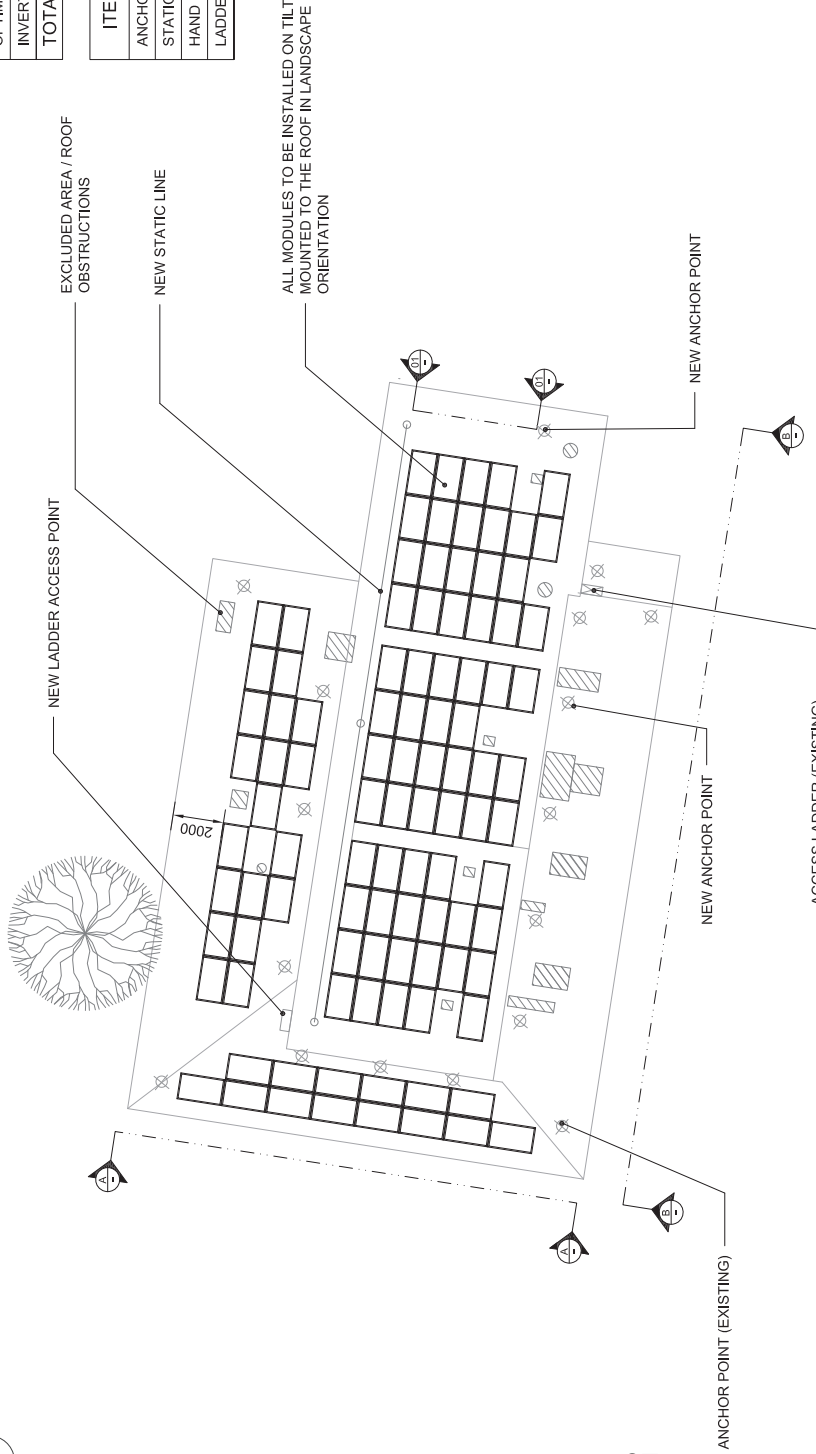 INVERT
TOTA
ITE
ANCHO
STATIC
HAND
LADDE
EXCLUDED AREA / ROOF
OBSTRUCTIONS
NEW STATIC LINE
ALL MODULES TO BE INSTALLED ON TILT
MOUNTED TO THE ROOF IN LANDSCAPE
ORIENTATION
NEW LADDER ACCESS POINT
2000
01
-
01
-
NEW ANCHOR POINT
B
-
NEW ANCHOR POINT
ACCESS LADDER (EXISTING)
A
-
A
-
B
-
ANCHOR POINT (EXISTING)